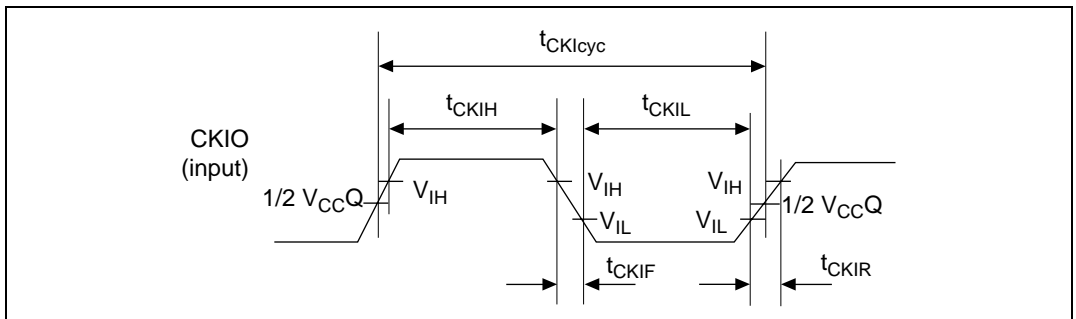 tCKIcyc
tCKIH
tCKIL
CKIO
(input)
1/2 VCCQ
VIH
VIH
VIL
VIH
VIL
1/2 VCCQ
tCKIF
tCKIR